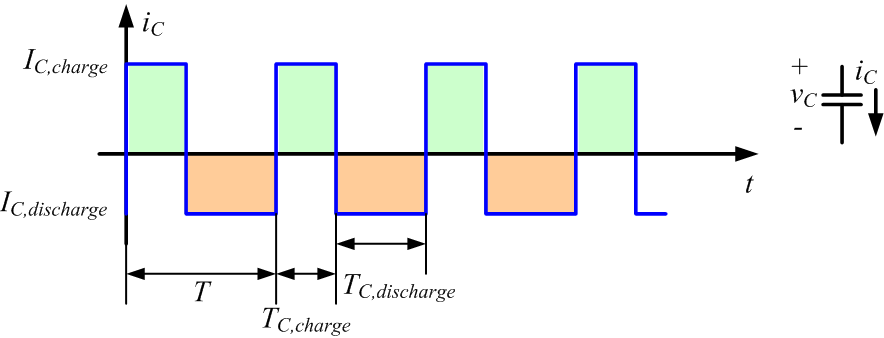 i_C
I_C,charge
+
i_C
v_C
-
t
I_C,discharge
T
T_C,discharge
T_C,charge